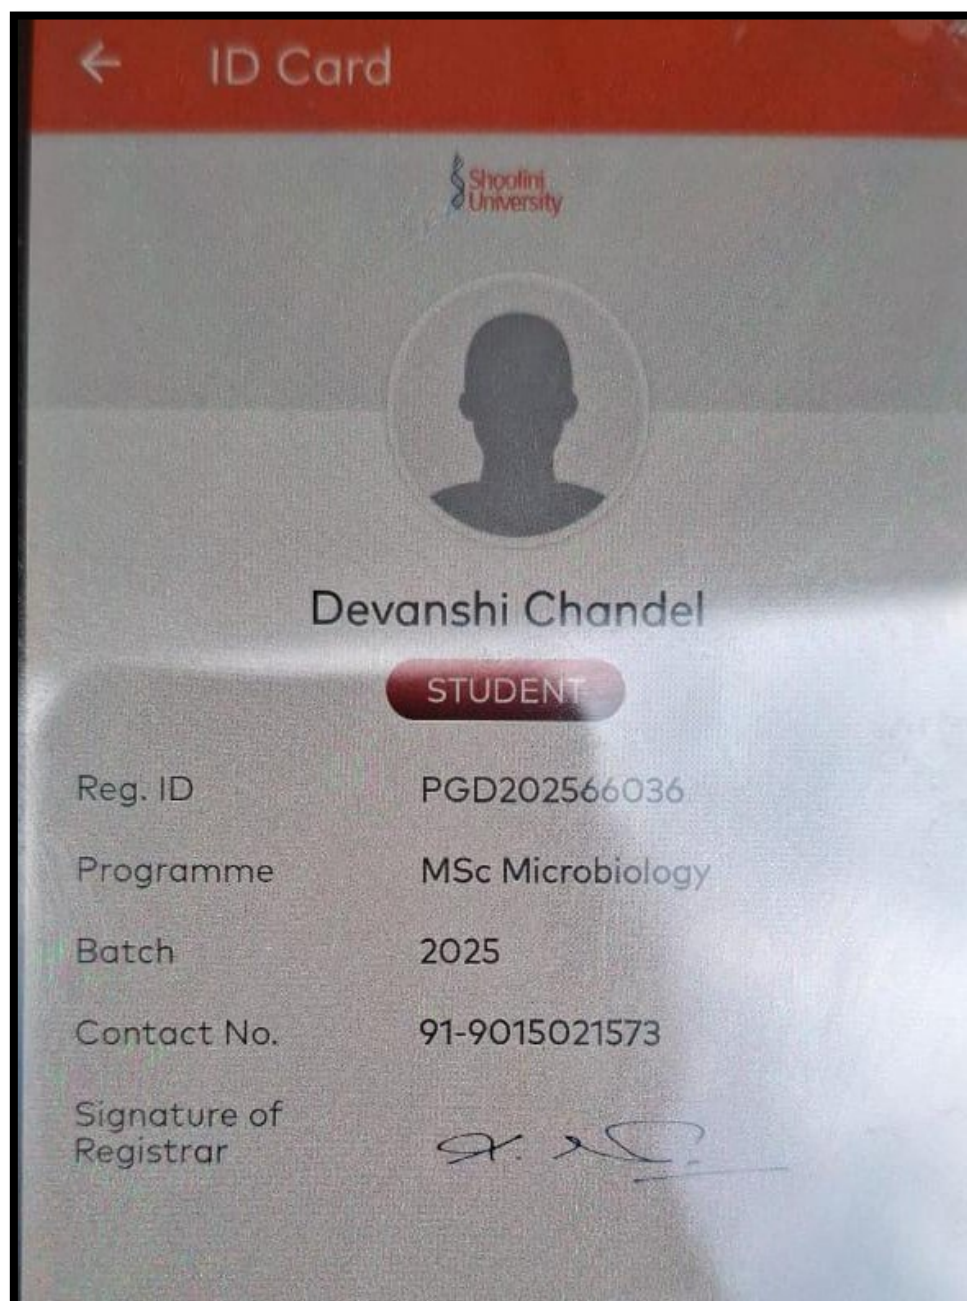 ← ID Card
Shoolini
University
Devanshi Chandel
STUDENT
Reg. ID PGD202566036
Programme MSc Microbiology
Batch 2025
Contact No. 91-9015021573
Signature of
Registrar